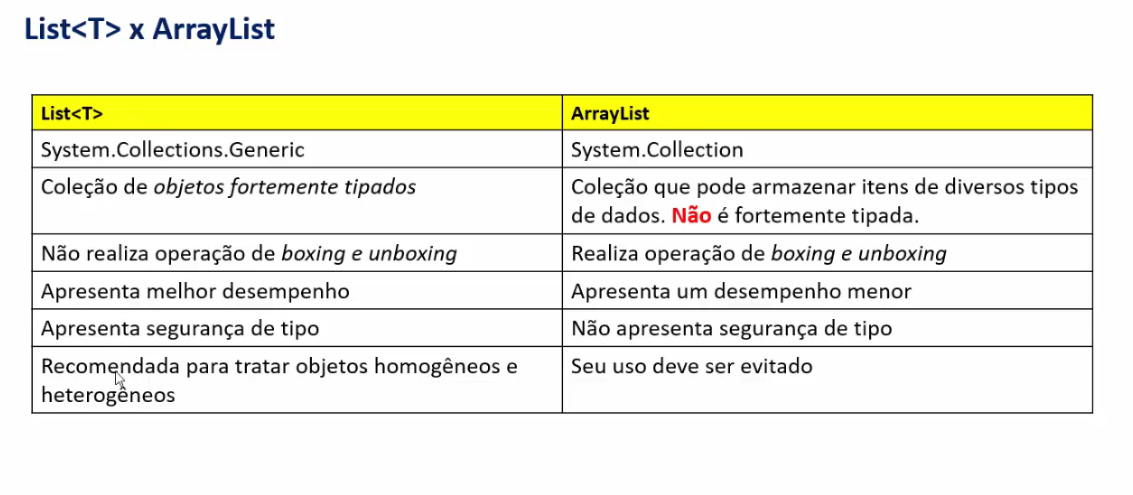 List<T> x ArrayList
List<T>
ArrayList
System.Collections.Generic
System.Collection
Coleção de objetos fortemente tipados
Coleção que pode armazenar itens de diversos tipos
de dados. Não é fortemente tipada.
Não realiza operação de boxing e unboxing
Realiza operação de boxing e unboxing
Apresenta melhor desempenho
Apresenta um desempenho menor
Apresenta segurança de tipo
Não apresenta segurança de tipo
Recomendada para tratar objetos homogêneos e
heterogêneos
Seu uso deve ser evitado